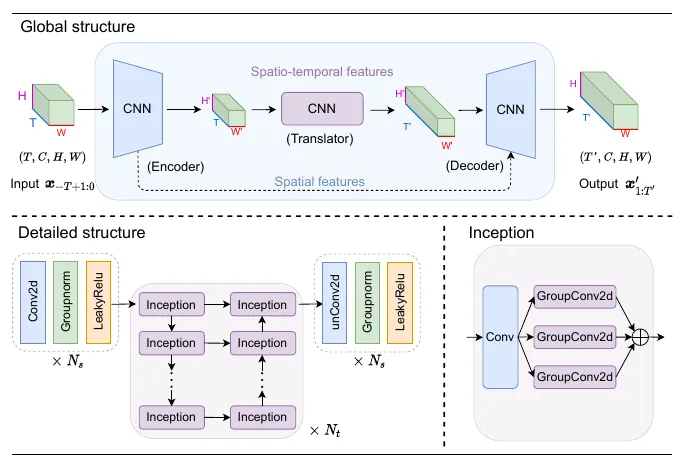 Global structure
Spatio-temporal features
H
T
W
CNN
H'
T
W'
CNN
H'
T'
W'
CNN
H
T'
W
(Translator)
(T, C, H, W)
(Encoder)
(Decoder)
(T', C, H, W)
Input x₋T+1:0
Spatial features
Output x'1:T'
Detailed structure
Conv2d
Groupnorm
LeakyRelu
× Ns
Inception
Inception
Inception
Inception
Inception
Inception
× Nt
unConv2d
Groupnorm
LeakyRelu
× Ns
Inception
Conv
GroupConv2d
GroupConv2d
GroupConv2d